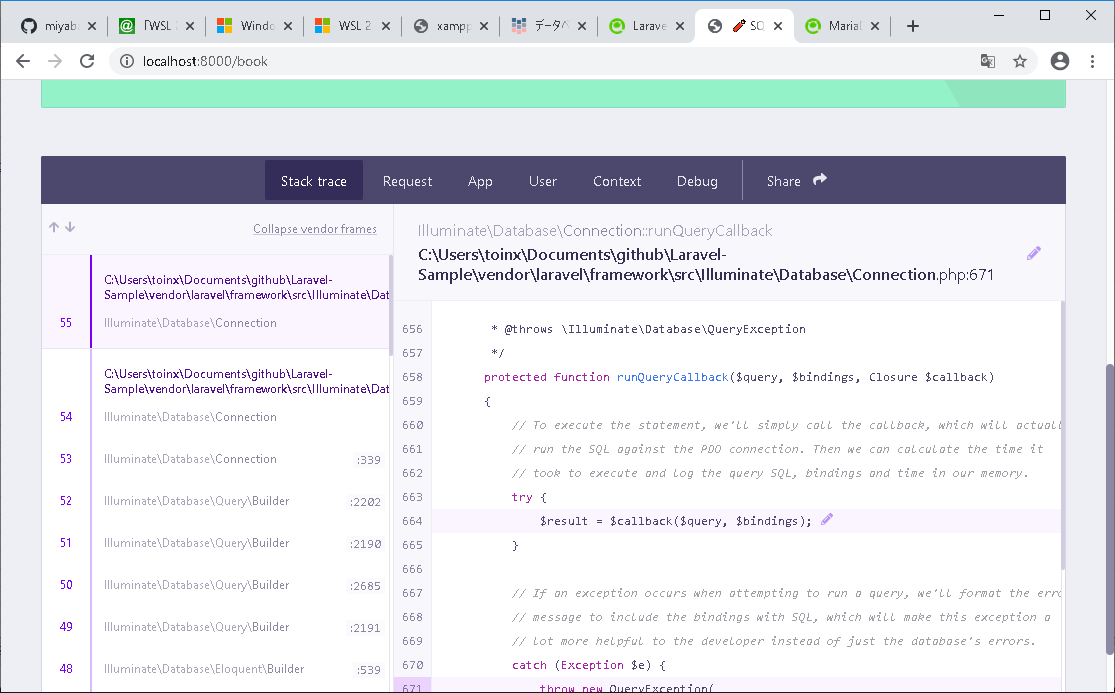 miyab
「WSL
Windo
WSL 2
xampp
データベ
Larave
SQ
Maria
localhost:8000/book
Stack trace
Request
App
User
Context
Debug
Share
Collapse vendor frames
C:\Users\toinx\Documents\github\Laravel-
Sample\vendor\laravel\framework\src\Illuminate\Dat
55
Illuminate\Database\Connection
C:\Users\toinx\Documents\github\Laravel-
Sample\vendor\laravel\framework\src\Illuminate\Dat
54
Illuminate\Database\Connection
53 Illuminate\Database\Connection :339
52 Illuminate\Database\Query\Builder :2202
51 Illuminate\Database\Query\Builder :2190
50 Illuminate\Database\Query\Builder :2685
49 Illuminate\Database\Query\Builder :2191
48 Illuminate\Database\Eloquent\Builder :539
Illuminate\Database\Connection::runQueryCallback
C:\Users\toinx\Documents\github\Laravel-
Sample\vendor\laravel\framework\src\Illuminate\Database\Connection.php:671
656 * @throws \Illuminate\Database\QueryException
657 */
658 protected function runQueryCallback($query, $bindings, Closure $callback)
659 {
660 // To execute the statement, we'll simply call the callback, which will actuall
661 // run the SQL against the PDO connection. Then we can calculate the time it
662 // took to execute and log the query SQL, bindings and time in our memory.
663 try {
664 $result = $callback($query, $bindings);
665 }
666
667 // If an exception occurs when attempting to run a query, we'll format the erro
668 // message to include the bindings with SQL, which will make this exception a
669 // lot more helpful to the developer instead of just the database's errors.
670 catch (Exception $e) {
671 throw new QueryException(